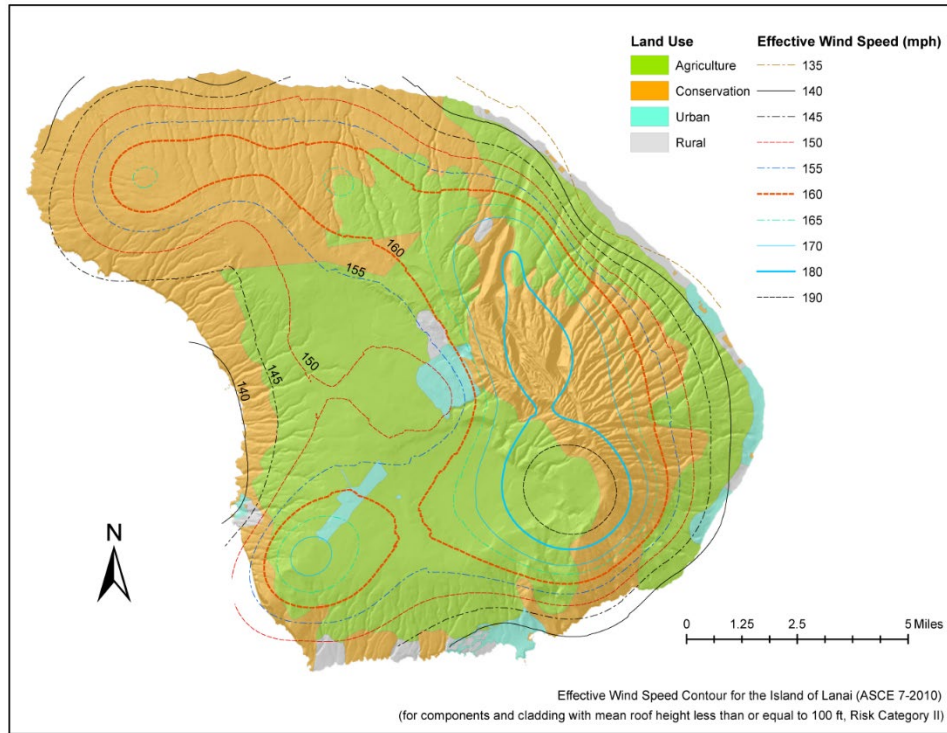 Land Use
Agriculture
Conservation
Urban
Rural
Effective Wind Speed (mph)
135
140
145
150
155
160
165
170
180
190
160
155
150
145
140
N
0 1.25 2.5 5 Miles
Effective Wind Speed Contour for the Island of Lanai (ASCE 7-2010)
(for components and cladding with mean roof height less than or equal to 100 ft, Risk Category II)